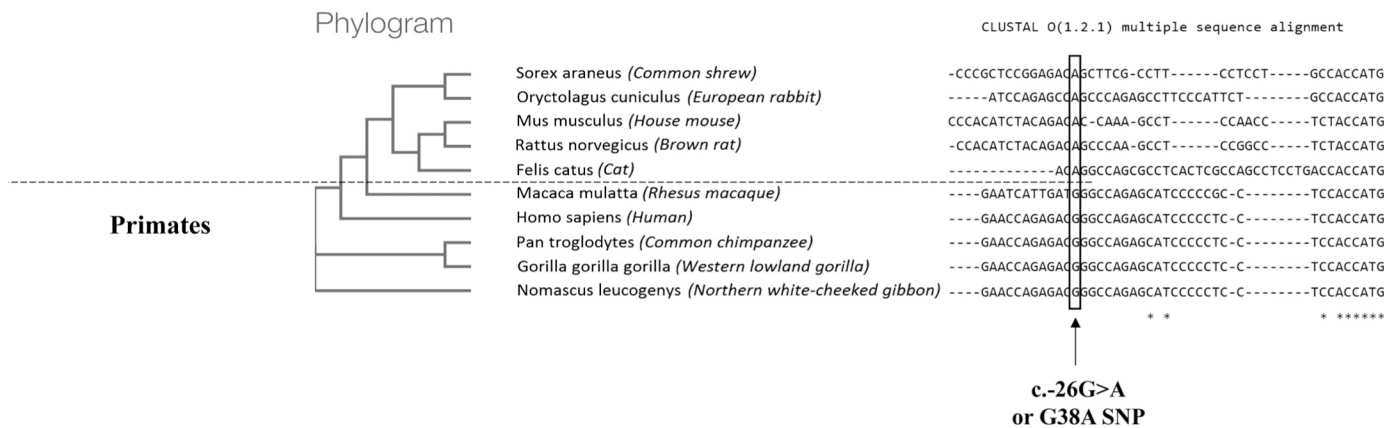 Phylogram
CLUSTAL O(1.2.1) multiple sequence alignment
Sorex araneus (Common shrew) -CCCGCTCCGGAGACAGCTTCG-CCTT------CCTCCT-----GCCACCATG
Oryctolagus cuniculus (European rabbit) -----ATCCAGAGCCAGCCCAGAGCCTTCCCATTCT--------GCCACCATG
Mus musculus (House mouse) CCCACATCTACAGACAC-CAAA-GCCT------CCAACC-----TCTACCATG
Rattus norvegicus (Brown rat) -CCACATCTACAGACAGCCCAA-GCCT------CCGGCC-----TCTACCATG
Felis catus (Cat) -------------ACAGGCCAGCGCCTCACTCGCCAGCCTCCTGACCACCATG
Macaca mulatta (Rhesus macaque) ----GAATCATTGATGGGCCAGAGCATCCCCCGC-C--------TCCACCATG
Primates
Homo sapiens (Human) ----GAACCAGAGACGGGCCAGAGCATCCCCCTC-C--------TCCACCATG
Pan troglodytes (Common chimpanzee) ----GAACCAGAGACGGGCCAGAGCATCCCCCTC-C--------TCCACCATG
Gorilla gorilla gorilla (Western lowland gorilla) ----GAACCAGAGACGGGCCAGAGCATCCCCCTC-C--------TCCACCATG
Nomascus leucogenys (Northern white-cheeked gibbon) ----GAACCAGAGACGGGCCAGAGCATCCCCCTC-C--------TCCACCATG
* * * ******
c.-26G>A
or G38A SNP